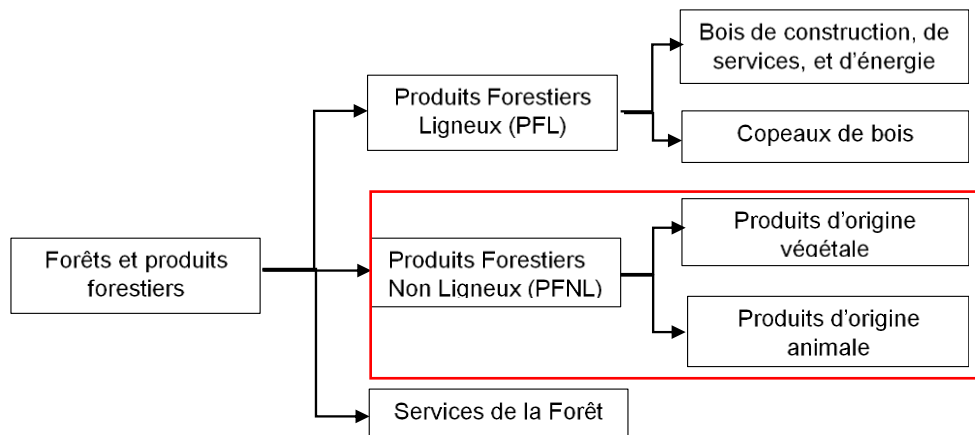 Bois de construction, de
services, et d'énergie
Produits Forestiers
Ligneux (PFL)
Copeaux de bois
Produits d'origine
végétale
Forêts et produits
forestiers
Produits Forestiers
Non Ligneux (PFNL)
Produits d'origine
animale
Services de la Forêt